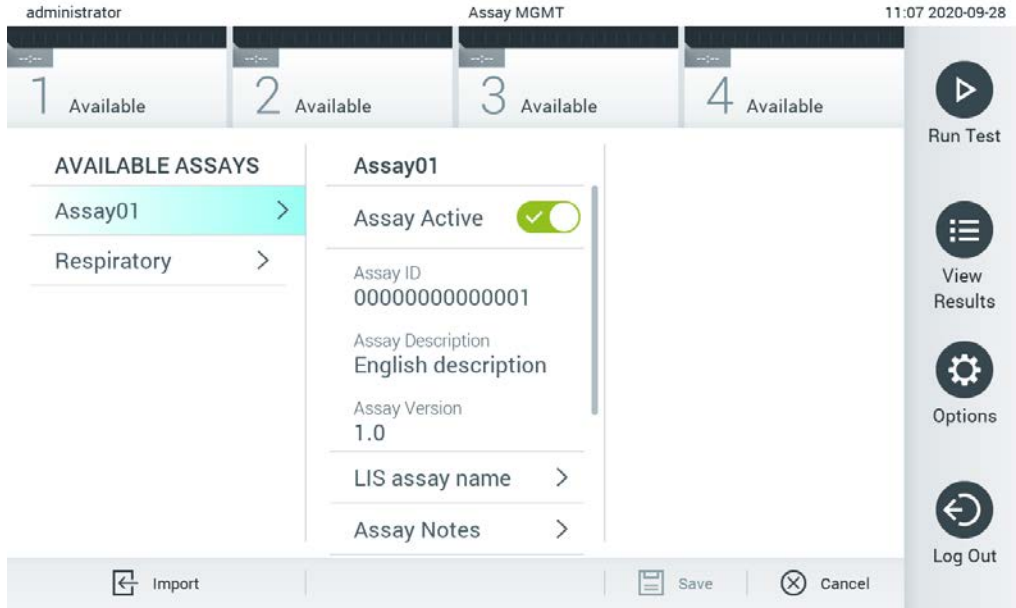 administrator Assay MGMT 11:07 2020-09-28
--:-- --:-- --:-- --:--
1 Available 2 Available 3 Available 4 Available
Run Test
AVAILABLE ASSAYS
Assay01
Respiratory
Assay01
Assay Active
Assay ID
00000000000001
Assay Description
English description
Assay Version
1.0
LIS assay name
Assay Notes
View
Results
Options
Log Out
Import Save Cancel